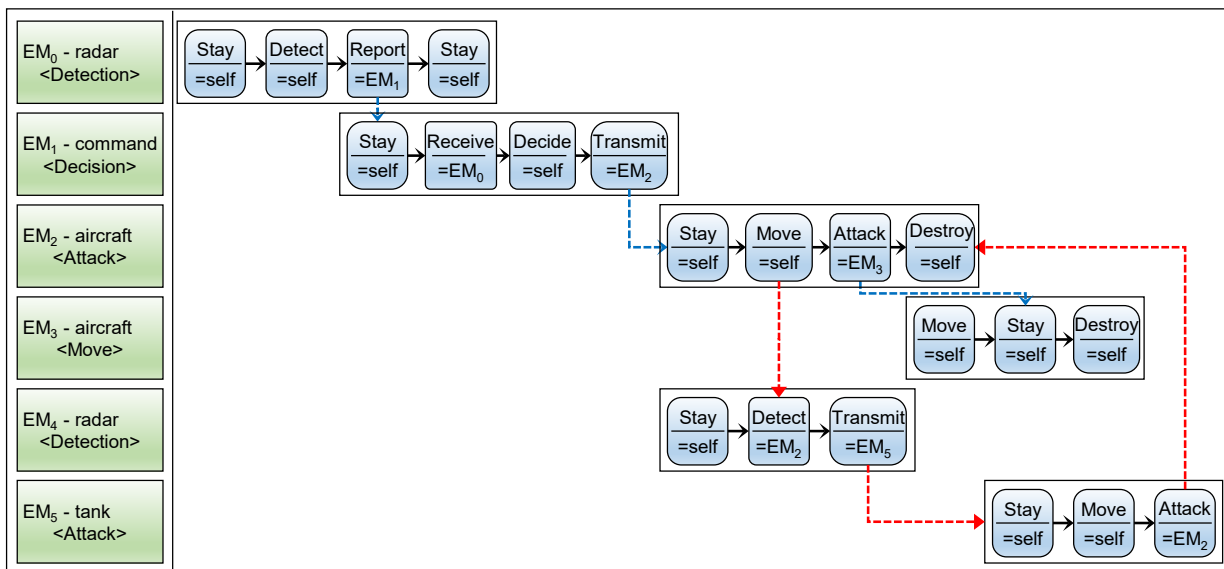 EM₀ - radar
<Detection>
Stay
=self
Detect
=self
Report
=EM₁
Stay
=self
EM₁ - command
<Decision>
Stay
=self
Receive
=EM₀
Decide
=self
Transmit
=EM₂
EM₂ - aircraft
<Attack>
Stay
=self
Move
=self
Attack
=EM₃
Destroy
=self
EM₃ - aircraft
<Move>
Move
=self
Stay
=self
Destroy
=self
EM₄ - radar
<Detection>
Stay
=self
Detect
=EM₂
Transmit
=EM₅
EM₅ - tank
<Attack>
Stay
=self
Move
=self
Attack
=EM₂